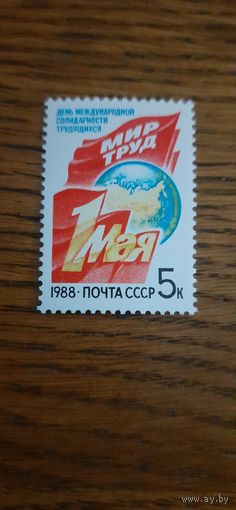 ДЕНЬ МЕЖДУНАРОДНОЙ
СОЛИДАРНОСТИ
ТРУДЯЩИХСЯ
МИР
ТРУД
1 Мая
1988 · ПОЧТА СССР 5к
www.ay.by